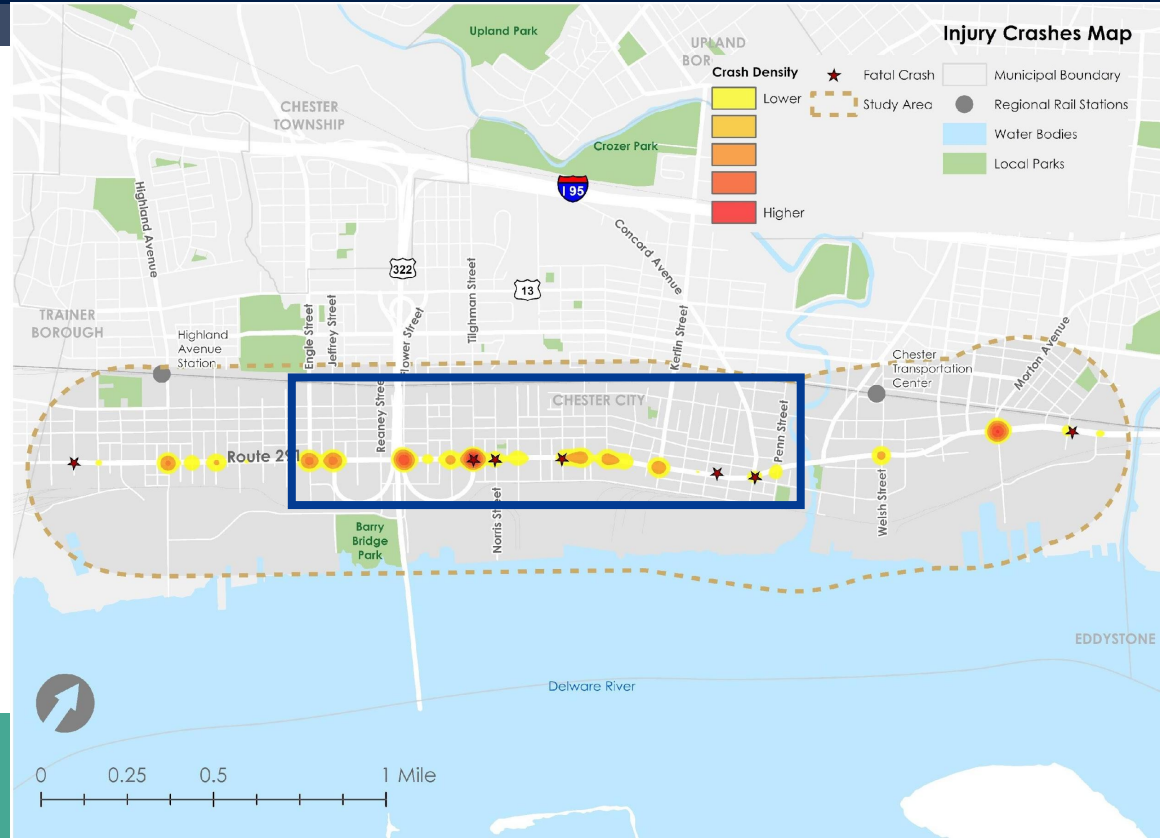 Injury Crashes Map
Crash Density
Lower
Higher
Fatal Crash
Study Area
Municipal Boundary
Regional Rail Stations
Water Bodies
Local Parks
Upland Park
UPLAND
BOR
CHESTER
TOWNSHIP
Crozer Park
I 95
Highland Avenue
Concord Avenue
322
13
Tilghman Street
Engle Street
Jeffrey Street
Flower Street
Kerlin Street
TRAINER
BOROUGH
Highland
Avenue
Station
Chester
Transportation
Center
Morton Avenue
Reaney Street
CHESTER CITY
Penn Street
Route 291
Norris Street
Welsh Street
Barry
Bridge
Park
EDDYSTONE
Delware River
0 0.25 0.5 1 Mile